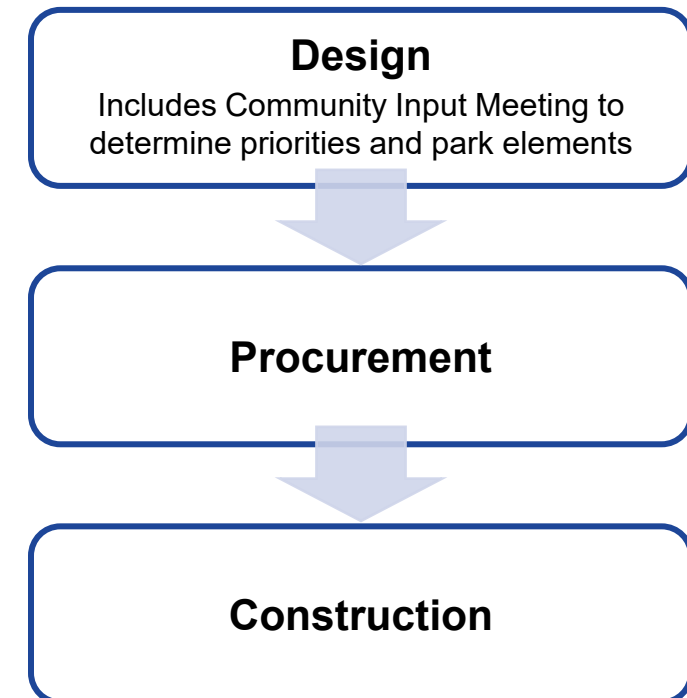 Design
Includes Community Input Meeting to
determine priorities and park elements
Procurement
Construction